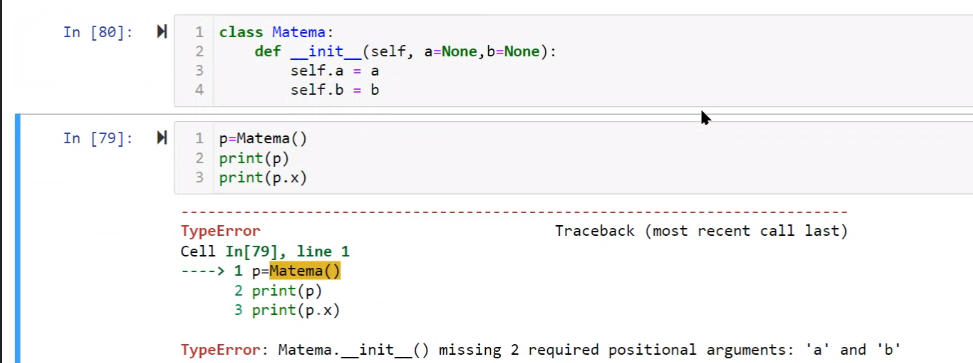 In [80]:
1 class Matema:
2     def __init__(self, a=None,b=None):
3         self.a = a
4         self.b = b
In [79]:
1 p=Matema()
2 print(p)
3 print(p.x)
---------------------------------------------------------------------------
TypeError                                 Traceback (most recent call last)
Cell In[79], line 1
----> 1 p=Matema()
      2 print(p)
      3 print(p.x)
TypeError: Matema.__init__() missing 2 required positional arguments: 'a' and 'b'